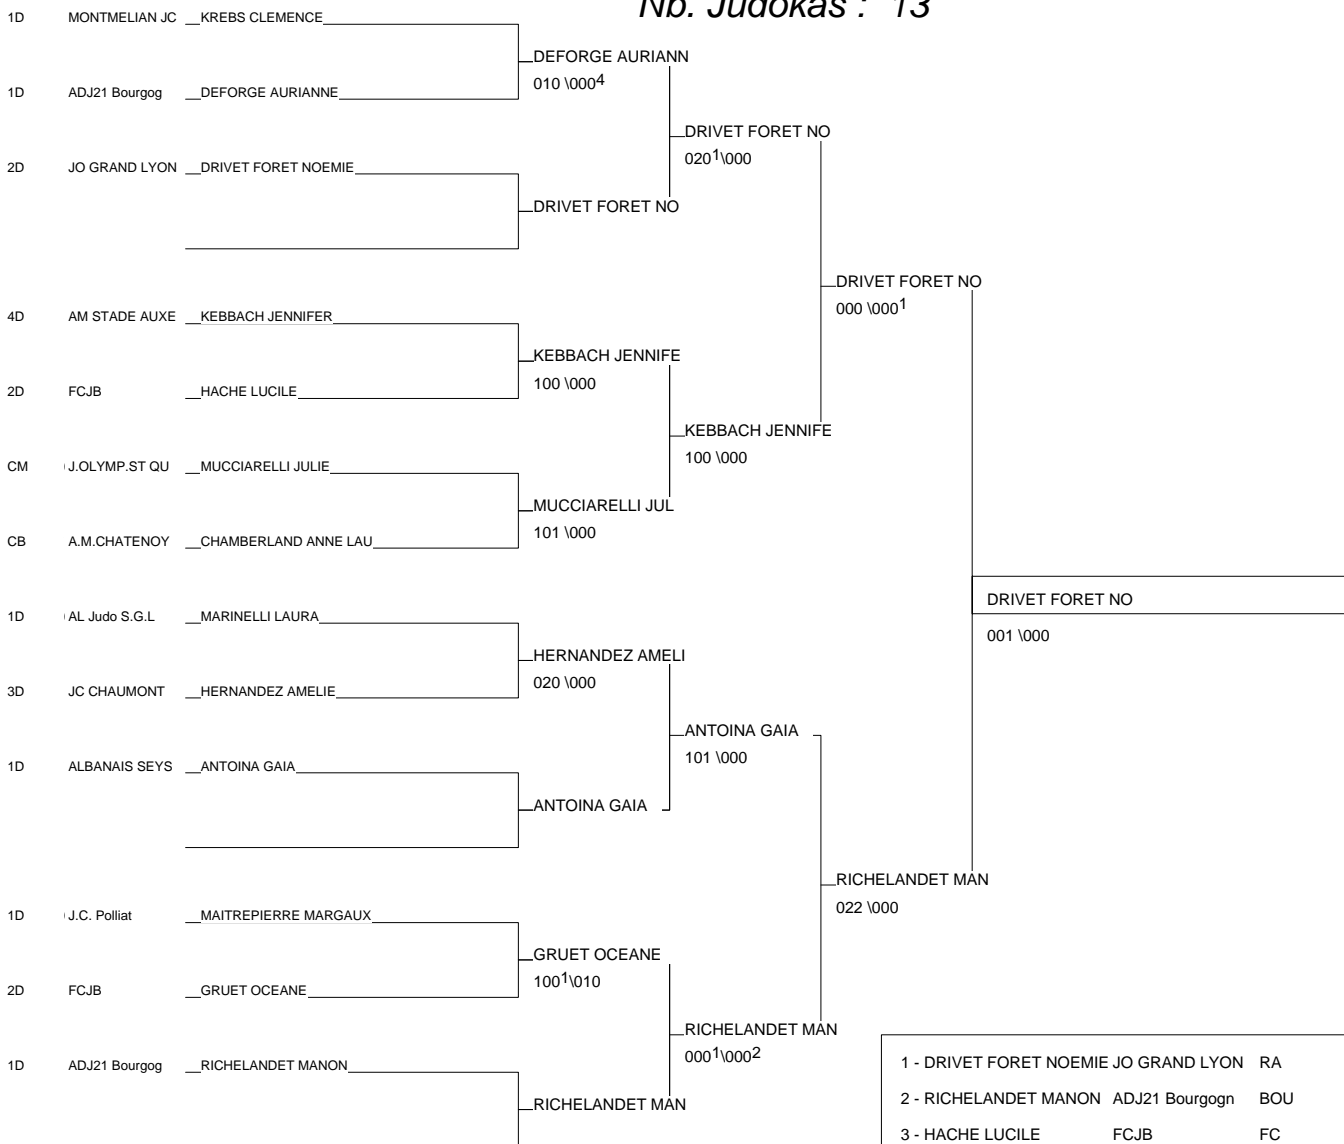 Nb. Judokas : 13
1D MONTMELIAN JC KREBS CLEMENCE
DEFORGE AURIANN
010 \000 4
1D ADJ21 Bourgog DEFORGE AURIANNE
DRIVET FORET NO
020 1\000
2D JO GRAND LYON DRIVET FORET NOEMIE
DRIVET FORET NO
DRIVET FORET NO
000 \000 1
4D AM STADE AUXE KEBBACH JENNIFER
KEBBACH JENNIFE
100 \000
2D FCJB HACHE LUCILE
KEBBACH JENNIFE
100 \000
CM J.OLYMP.ST QU MUCCIARELLI JULIE
MUCCIARELLI JUL
101 \000
CB A.M.CHATENOY CHAMBERLAND ANNE LAU
DRIVET FORET NO
001 \000
1D AL Judo S.G.L MARINELLI LAURA
HERNANDEZ AMELI
020 \000
3D JC CHAUMONT HERNANDEZ AMELIE
ANTOINA GAIA
101 \000
1D ALBANAIS SEYS ANTOINA GAIA
ANTOINA GAIA
RICHELANDET MAN
022 \000
1D J.C. Polliat MAITREPIERRE MARGAUX
GRUET OCEANE
100 1\010
2D FCJB GRUET OCEANE
RICHELANDET MAN
000 1\000 2
1D ADJ21 Bourgog RICHELANDET MANON
RICHELANDET MAN
1 - DRIVET FORET NOEMIE JO GRAND LYON RA
2 - RICHELANDET MANON ADJ21 Bourgogn BOU
3 - HACHE LUCILE FCJB FC